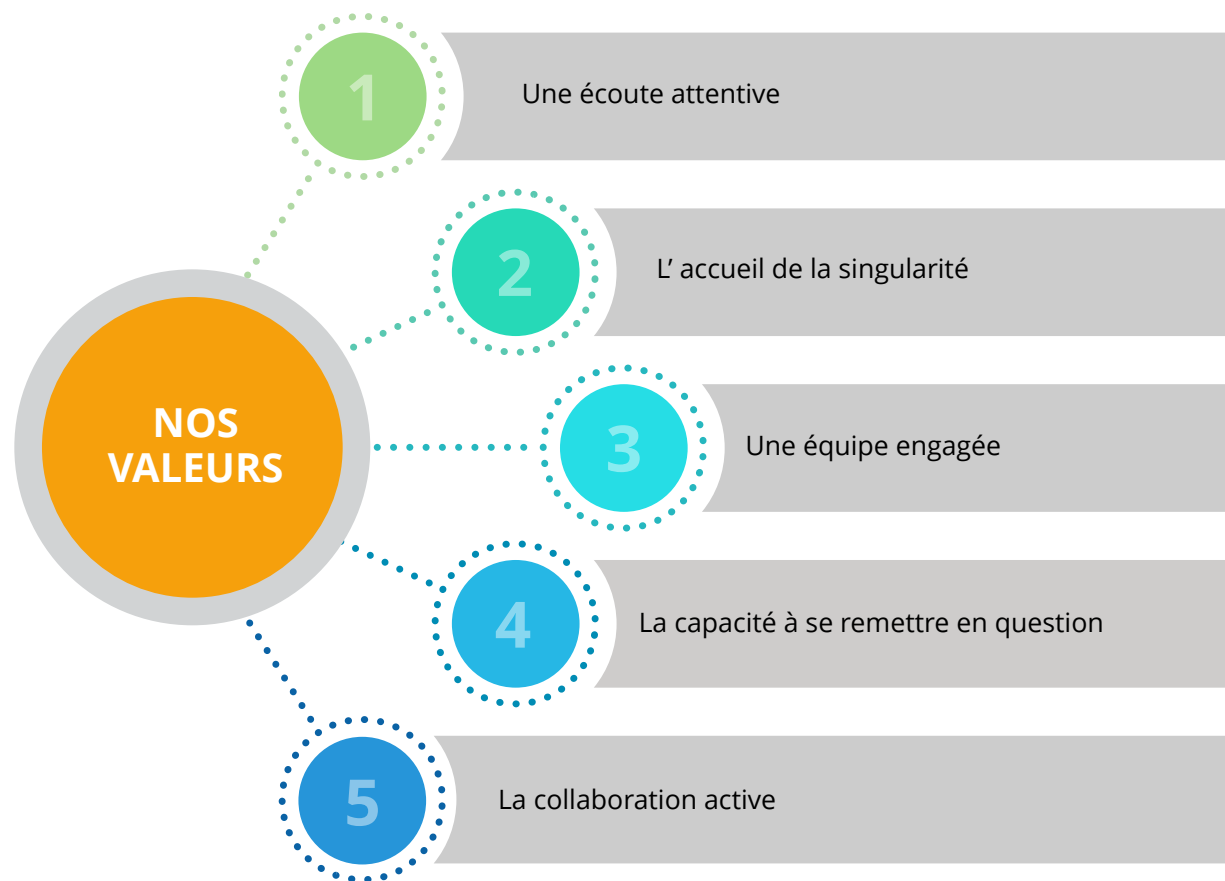 1
Une écoute attentive
2
L’ accueil de la singularité
NOS
VALEURS
3
Une équipe engagée
4
La capacité à se remettre en question
5
La collaboration active